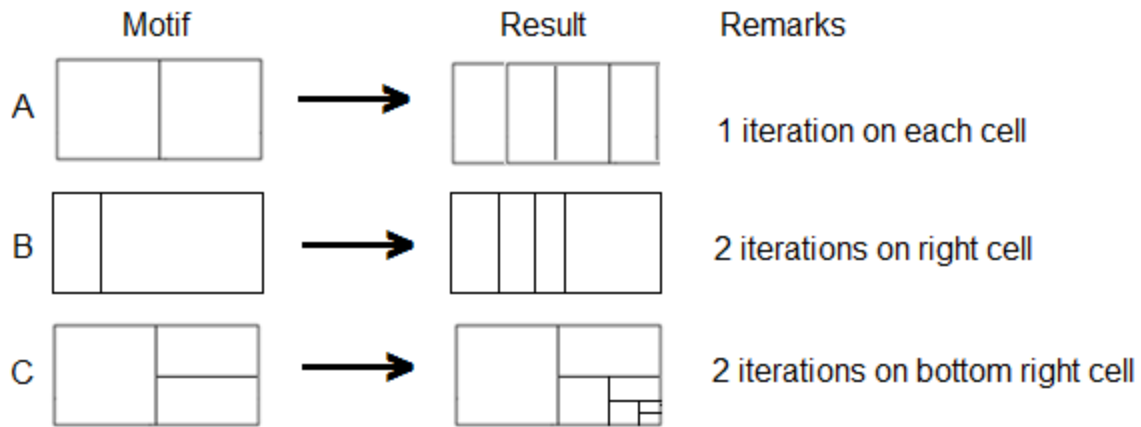 Motif Result Remarks
A 1 iteration on each cell
B 2 iterations on right cell
C 2 iterations on bottom right cell